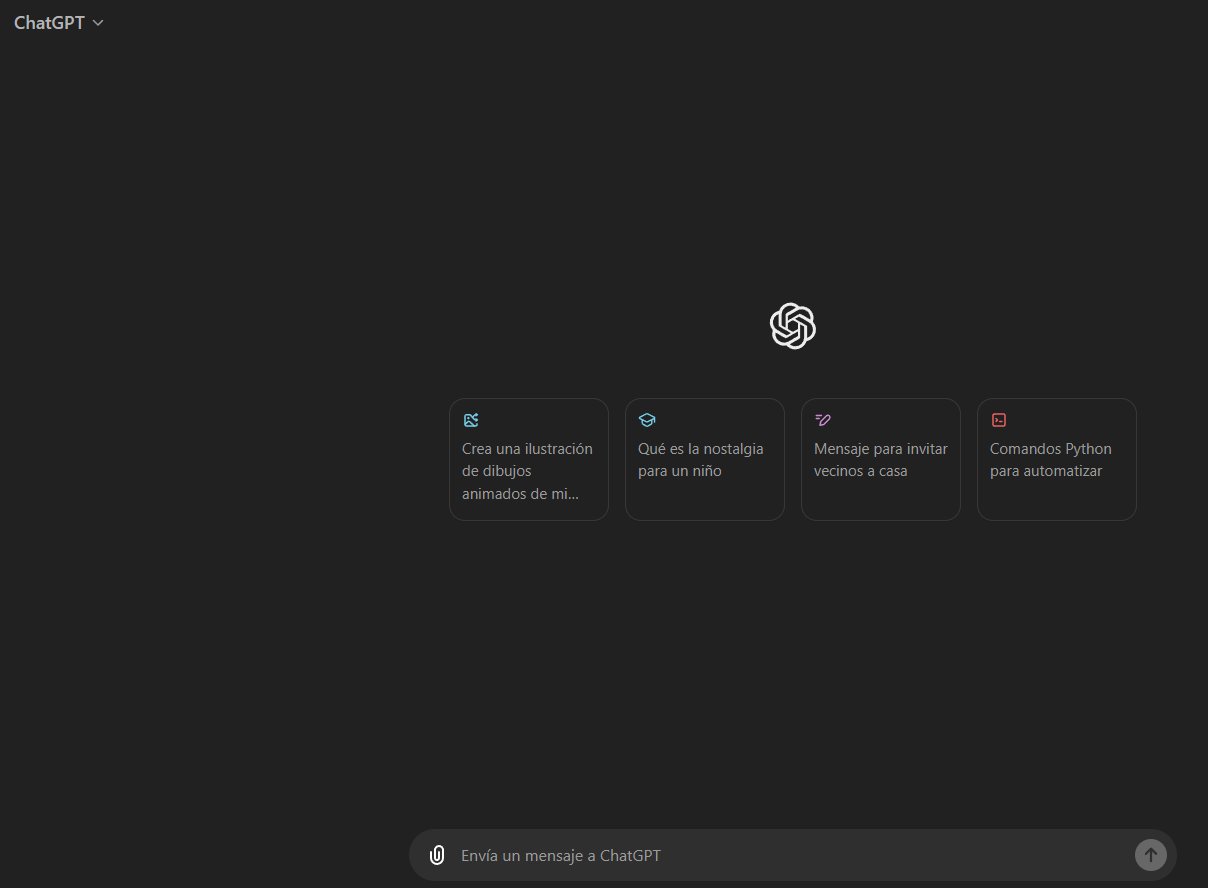 ChatGPT
Crea una ilustración
de dibujos
animados de mi...
Qué es la nostalgia
para un niño
Mensaje para invitar
vecinos a casa
Comandos Python
para automatizar
Envía un mensaje a ChatGPT